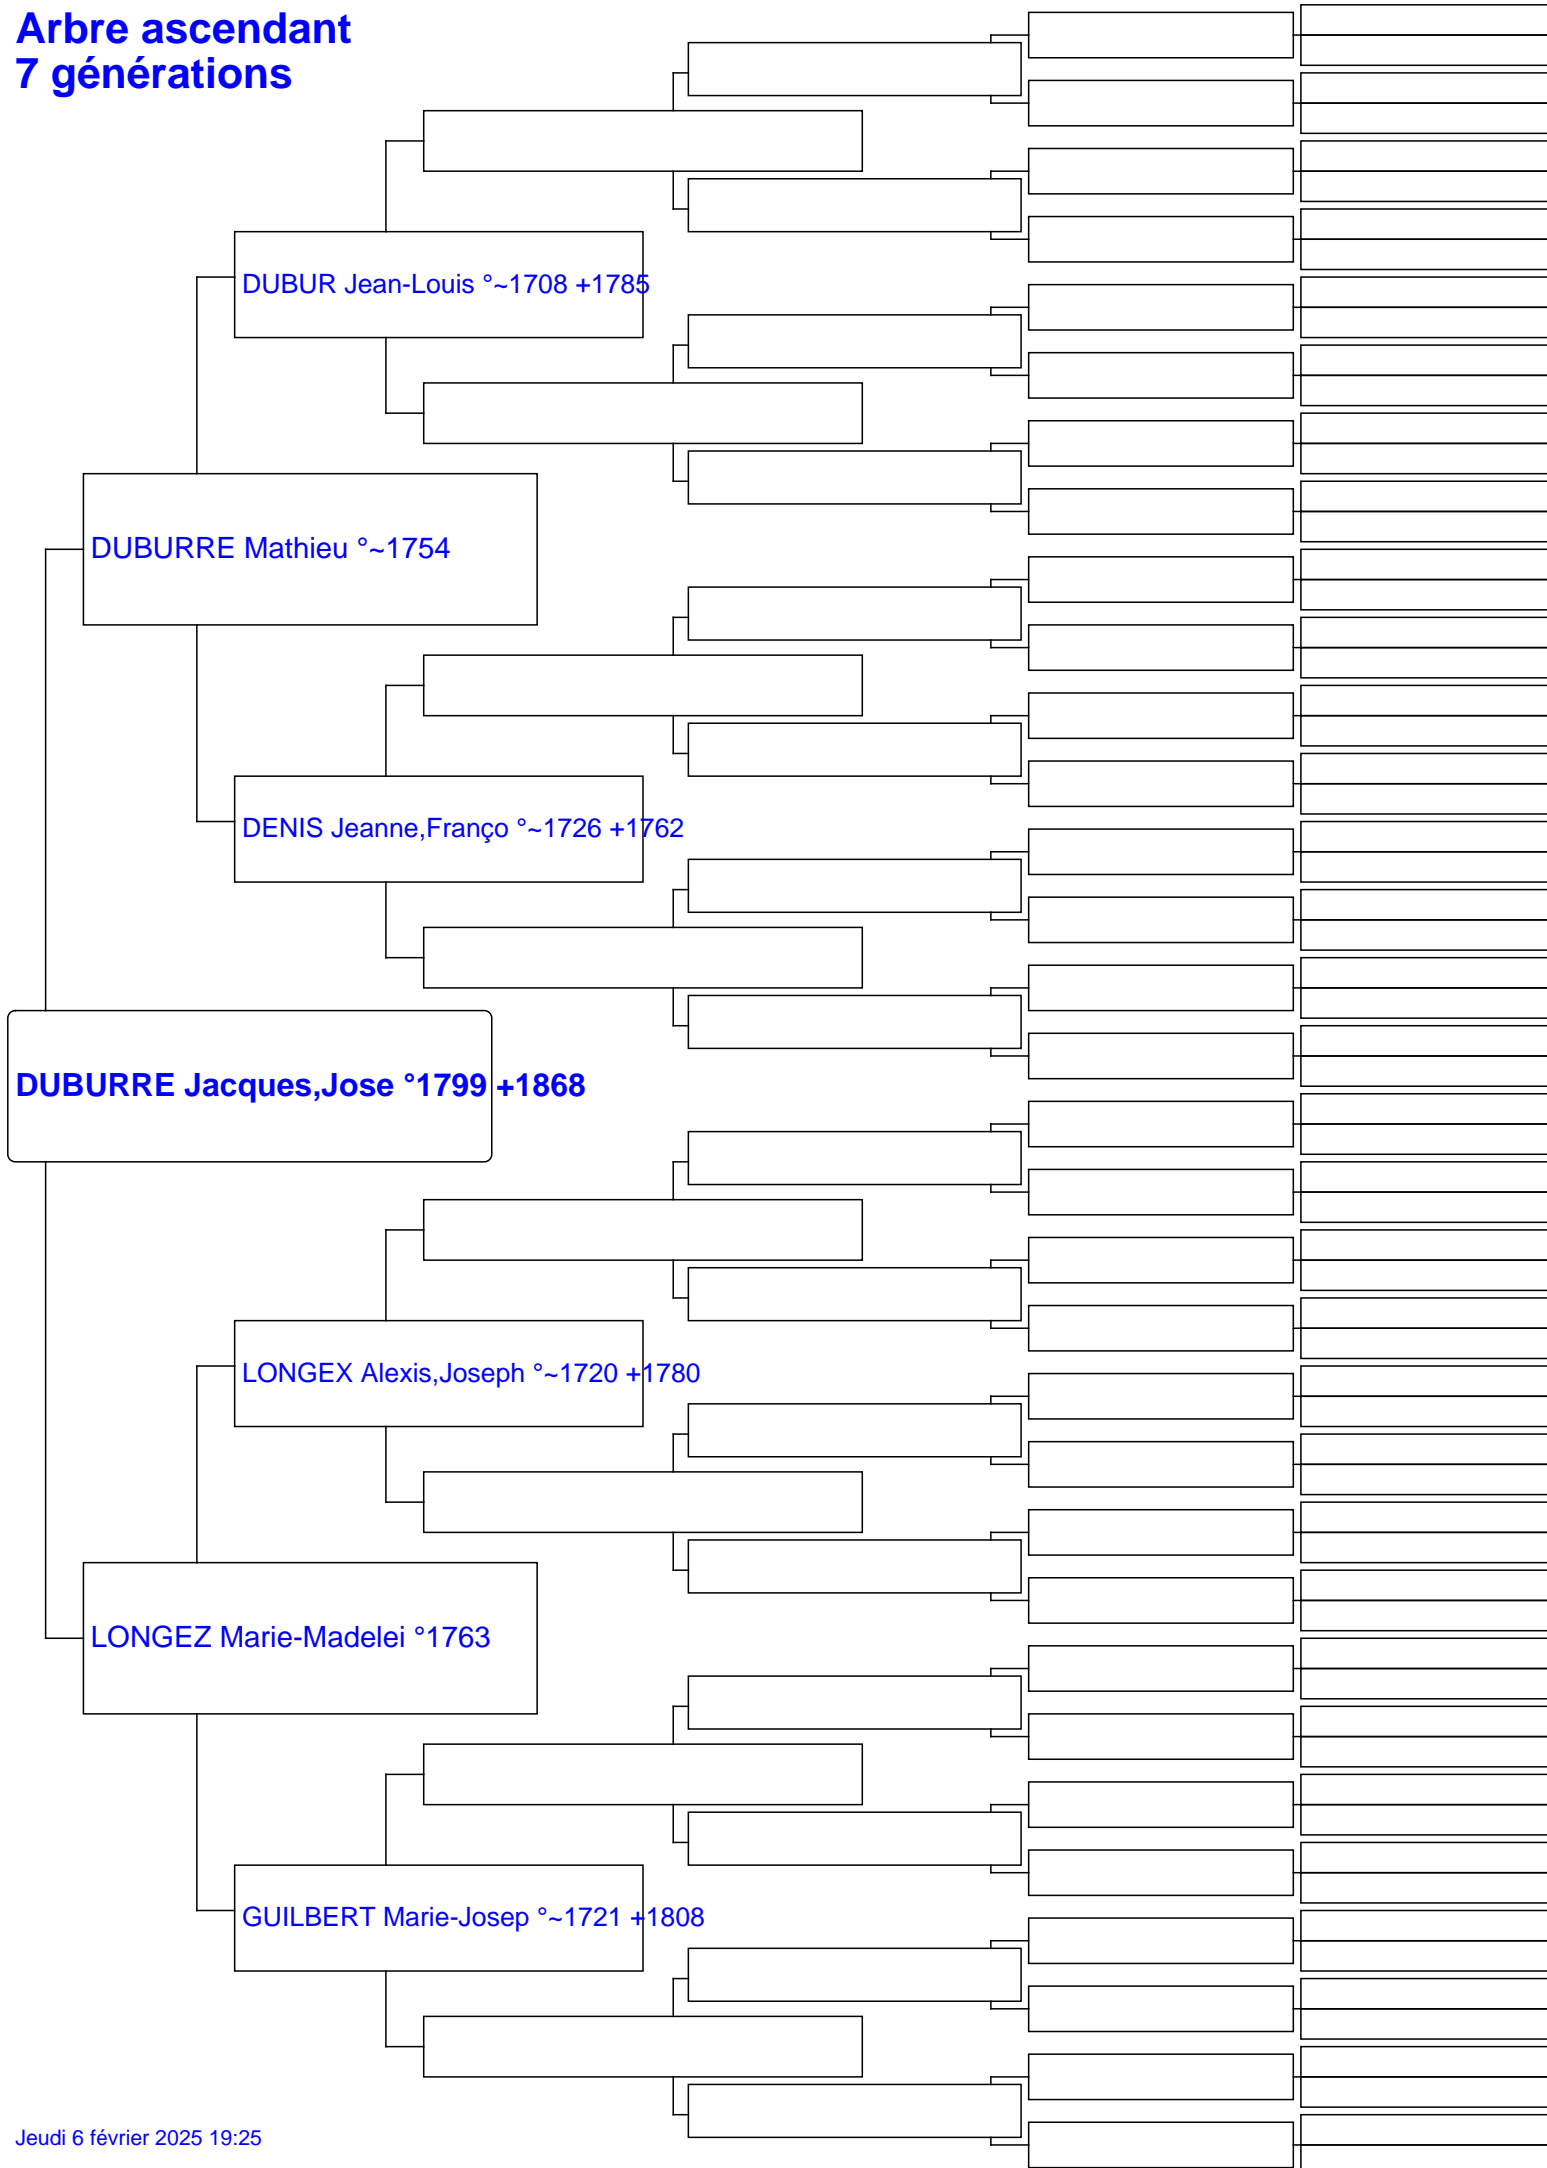 Arbre ascendant
7 générations
DUBUR Jean-Louis °~1708 +1785
DUBURRE Mathieu °~1754
DENIS Jeanne,Franço °~1726 +1762
DUBURRE Jacques,Jose °1799 +1868
LONGEX Alexis,Joseph °~1720 +1780
LONGEZ Marie-Madelei °1763
GUILBERT Marie-Josep °~1721 +1808
Jeudi 6 février 2025 19:25